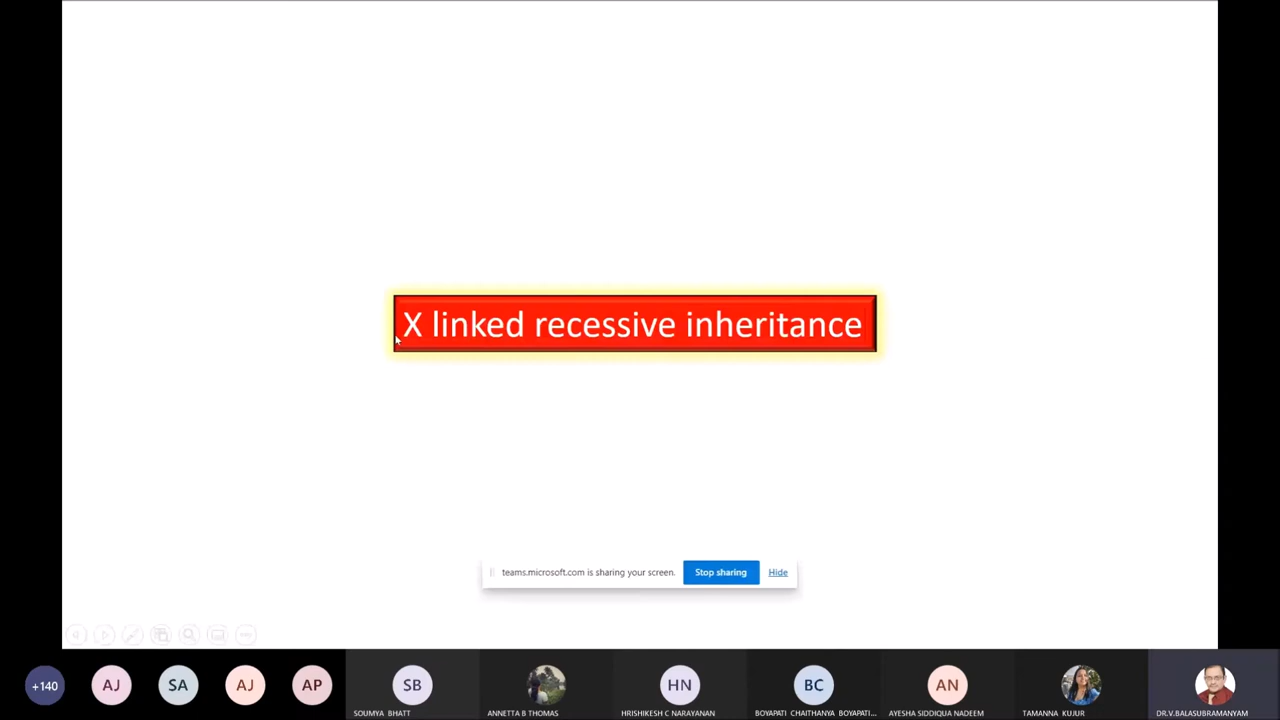 X linked recessive inheritance
teams.microsoft.com is sharing your screen. Stop sharing Hide
+140 AJ SA AJ AP SB HN BC AN
SOUMYA BHATT ANNETTA B THOMAS HRISHIKESH C NARAYANAN BOYAPATI CHAITHANYA BOYAPATI... AYESHA SIDDIQUA NADEEM TAMANNA KUJUR DR.V.BALASUBRAMANYAM